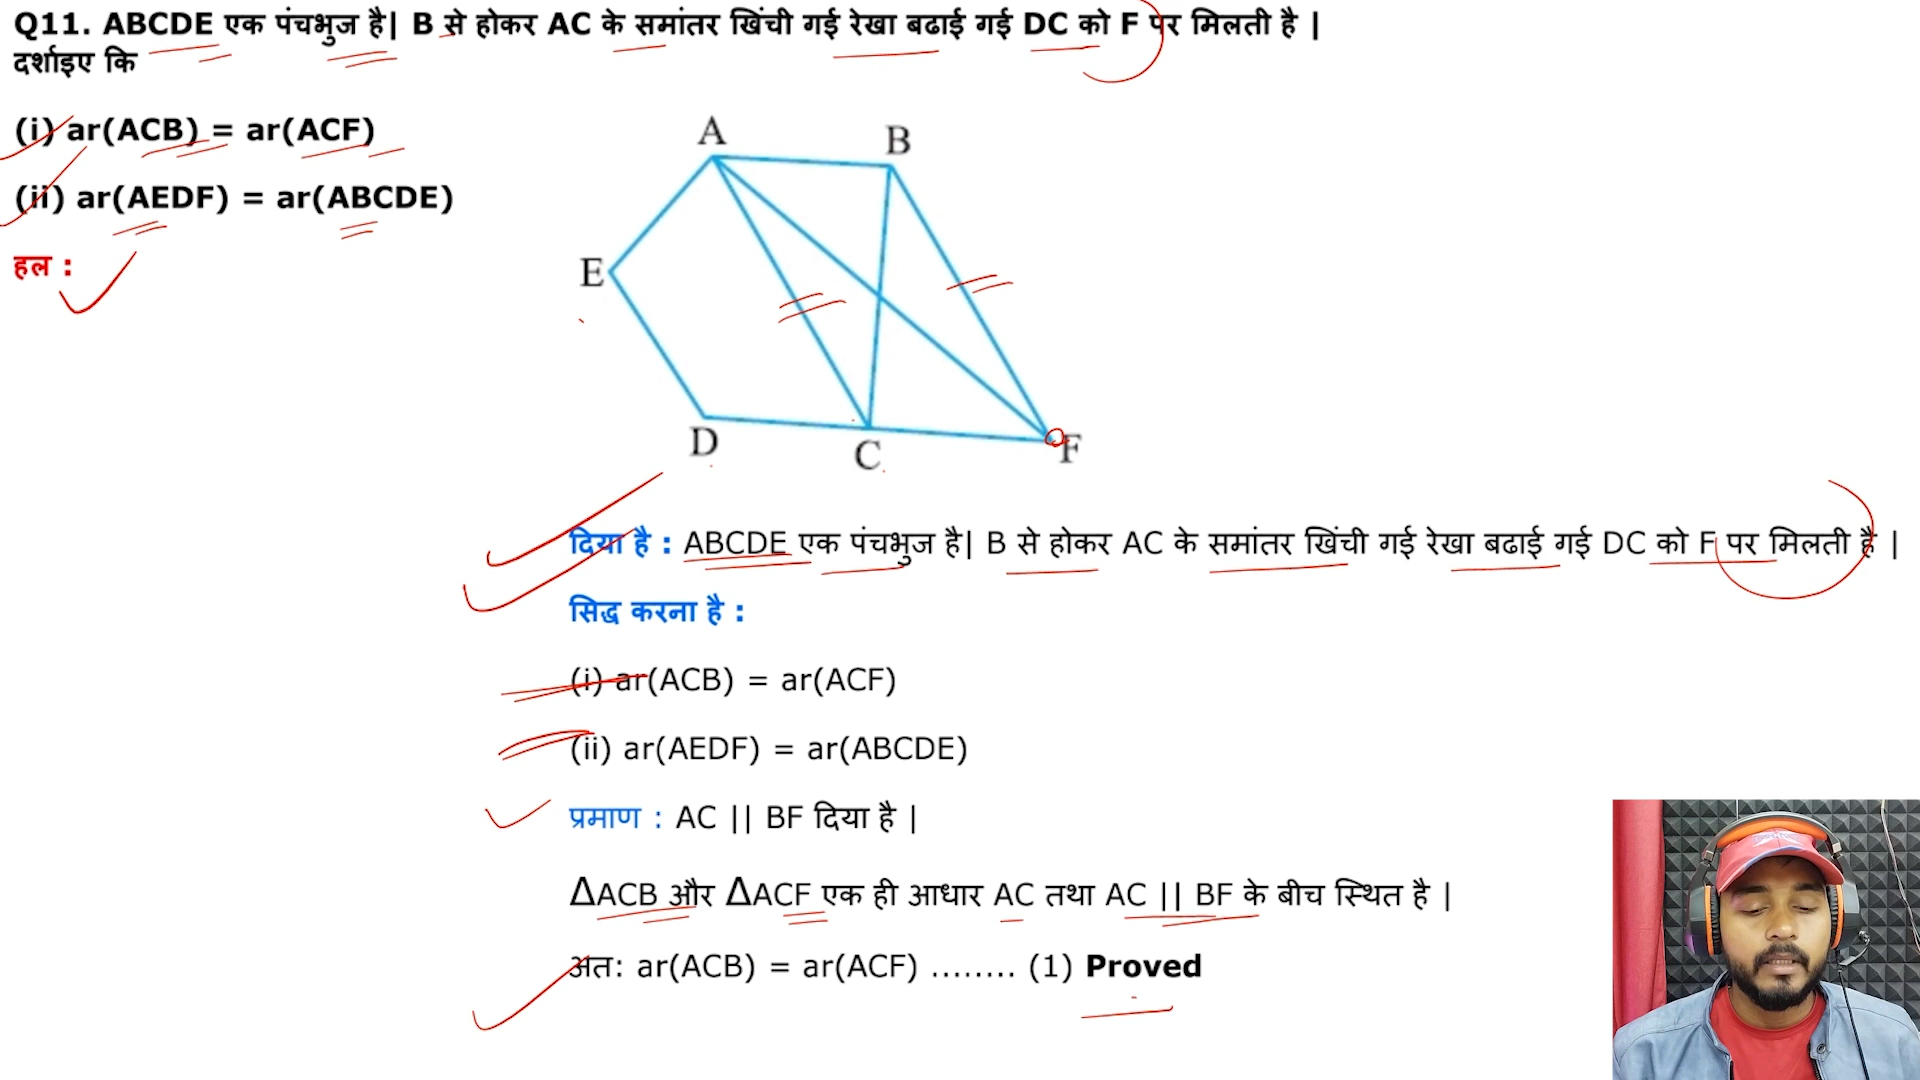 Q11. ABCDE एक पंचभुज है| B से होकर AC के समांतर खिंची गई रेखा बढाई गई DC को F पर मिलती है |
दर्शाइए कि
(i) ar(ACB) = ar(ACF)
(ii) ar(AEDF) = ar(ABCDE)
हल :
A
B
E
D
C
F
दिया है : ABCDE एक पंचभुज है| B से होकर AC के समांतर खिंची गई रेखा बढाई गई DC को F पर मिलती है |
सिद्ध करना है :
(i) ar(ACB) = ar(ACF)
(ii) ar(AEDF) = ar(ABCDE)
प्रमाण : AC || BF दिया है |
ΔACB और ΔACF एक ही आधार AC तथा AC || BF के बीच स्थित है |
अत: ar(ACB) = ar(ACF) ........ (1) Proved